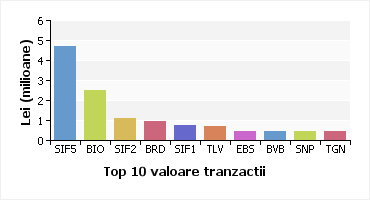 Lei (milioane)
6
5
4
3
2
1
0
SIF5 BIO SIF2 BRD SIF1 TLV EBS BVB SNP TGN
Top 10 valoare tranzactii